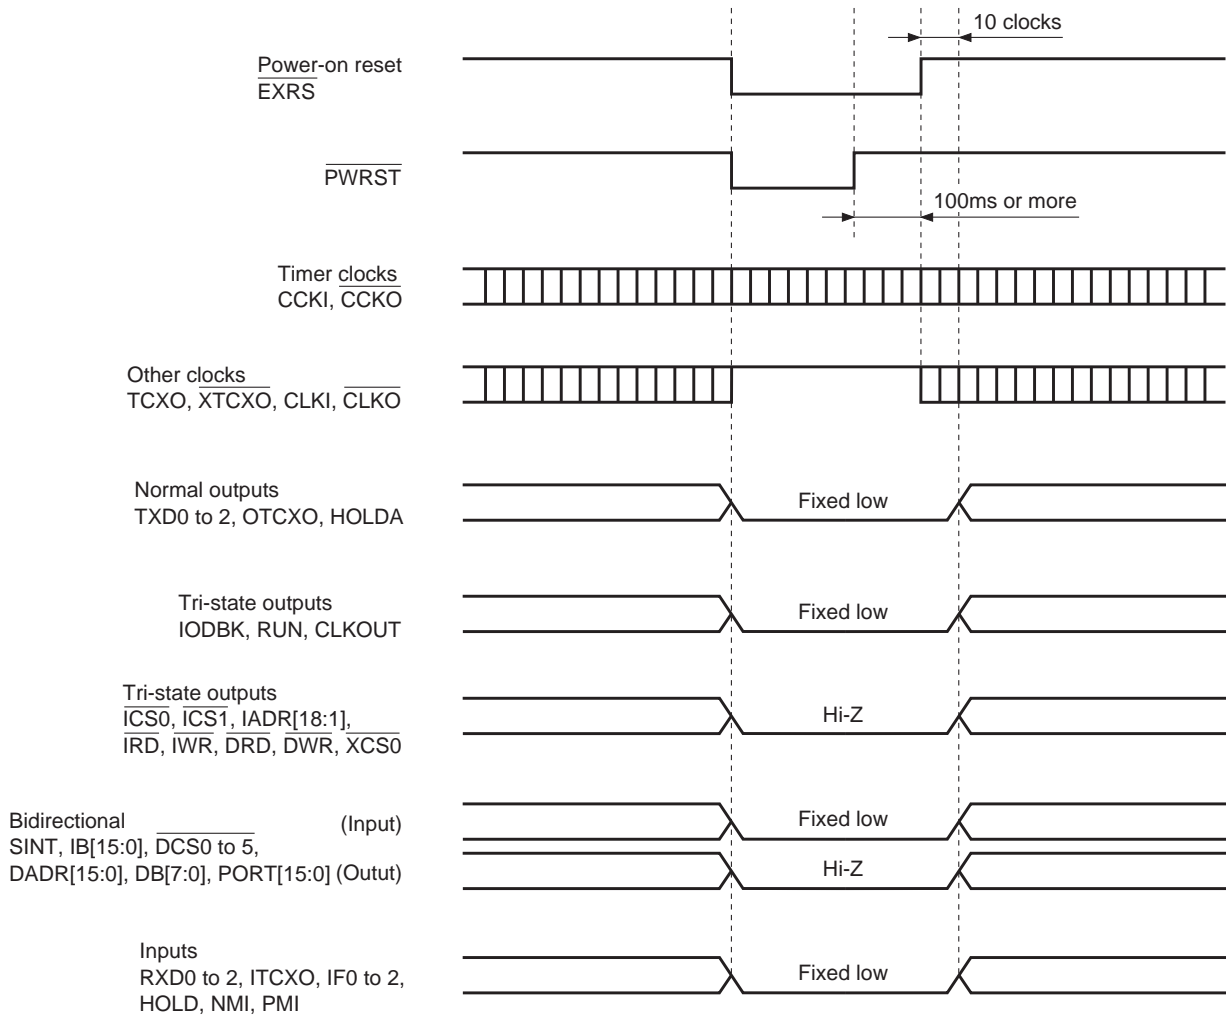 10 clocks
Power-on reset
EXRS
PWRST
100ms or more
Timer clocks
CCKI, CCKO
Other clocks
TCXO, XTCXO, CLKI, CLKO
Normal outputs
TXD0 to 2, OTCXO, HOLDA
Fixed low
Tri-state outputs
IODBK, RUN, CLKOUT
Fixed low
Tri-state outputs
ICS0, ICS1, IADR[18:1],
IRD, IWR, DRD, DWR, XCS0
Hi-Z
Bidirectional (Input)
SINT, IB[15:0], DCS0 to 5,
DADR[15:0], DB[7:0], PORT[15:0] (Outut)
Fixed low
Hi-Z
Inputs
RXD0 to 2, ITCXO, IF0 to 2,
HOLD, NMI, PMI
Fixed low